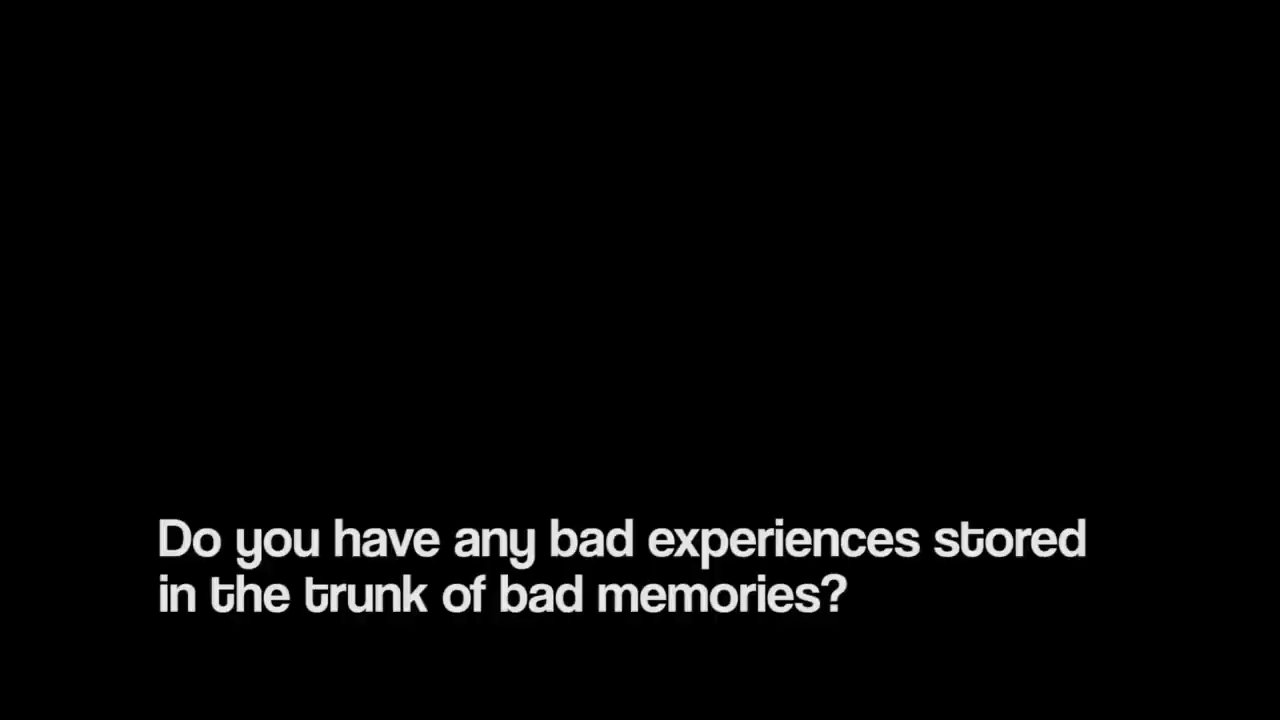 Do you have any bad experiences stored
in the trunk of bad memories?